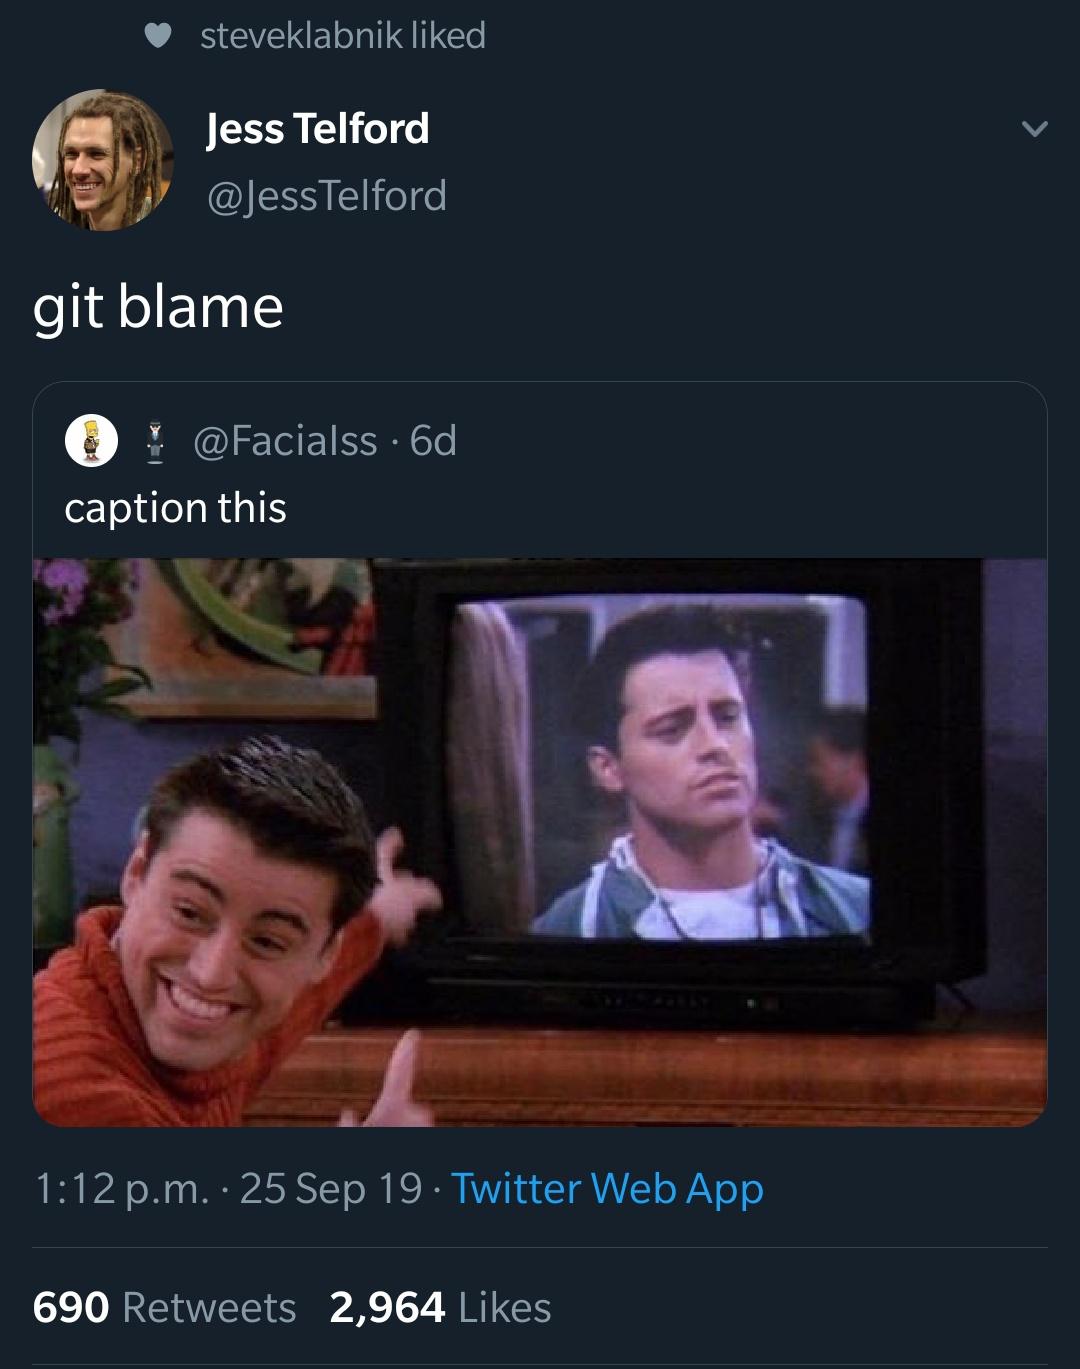 steveklabnik liked
Jess Telford
@JessTelford
git blame
@Facialss · 6d
caption this
1:12 p.m. · 25 Sep 19 · Twitter Web App
690 Retweets 2,964 Likes